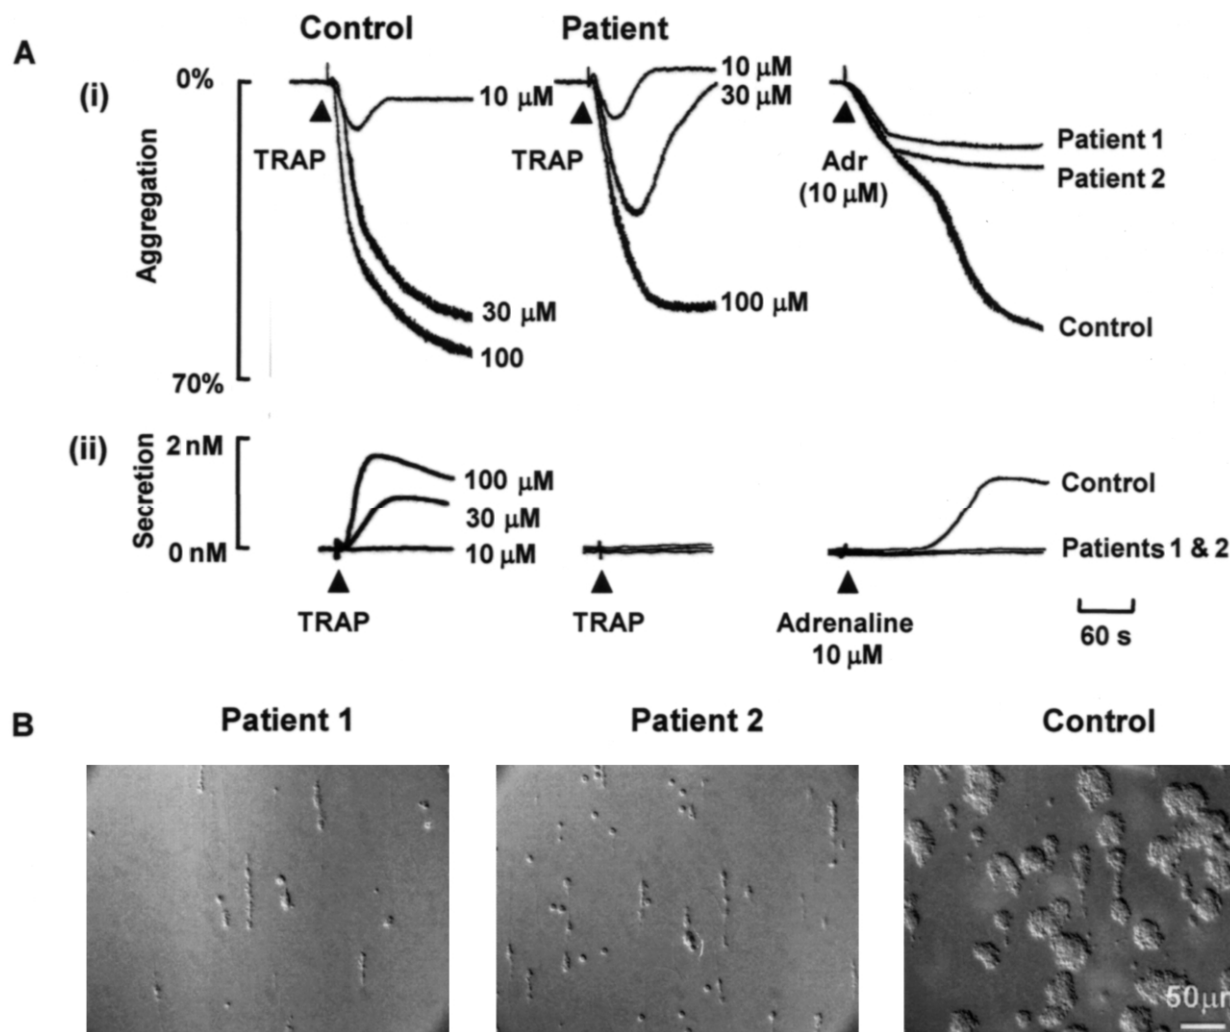 Control
Patient
A
(i)
Aggregation
0%
70%
TRAP
10 μM
30 μM
100
TRAP
10 μM
30 μM
100 μM
Adr
(10 μM)
Patient 1
Patient 2
Control
(ii)
Secretion
2 nM
0 nM
100 μM
30 μM
10 μM
TRAP
TRAP
Adrenaline
10 μM
Control
Patients 1 & 2
60 s
B
Patient 1
Patient 2
Control
50μm